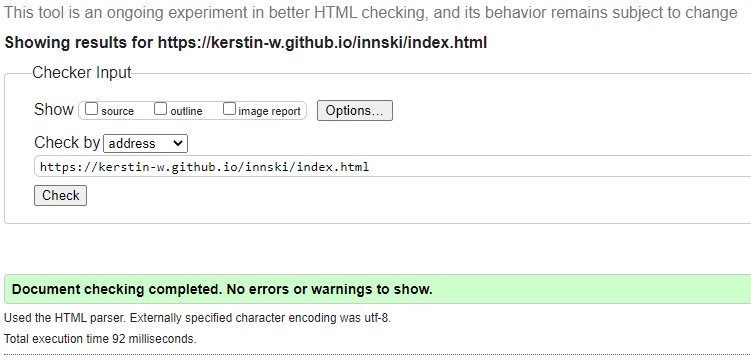 This tool is an ongoing experiment in better HTML checking, and its behavior remains subject to change
Showing results for https://kerstin-w.github.io/innski/index.html
Checker Input
Show source outline image report Options...
Check by address
https://kerstin-w.github.io/innski/index.html
Check
Document checking completed. No errors or warnings to show.
Used the HTML parser. Externally specified character encoding was utf-8.
Total execution time 92 milliseconds.